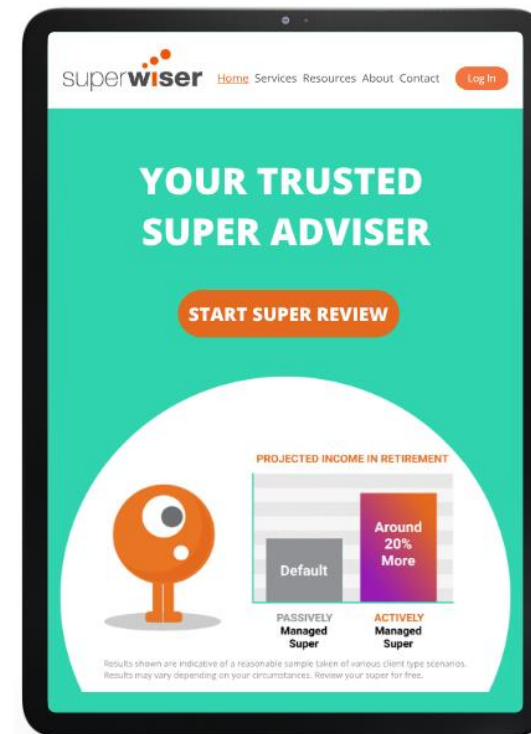 superwiser
Home Services Resources About Contact Log In
YOUR TRUSTED
SUPER ADVISER
START SUPER REVIEW
PROJECTED INCOME IN RETIREMENT
Around
20%
More
Default
PASSIVELY
Managed
Super
ACTIVELY
Managed
Super
Results shown are indicative of a reasonable sample taken of various client type scenarios.
Results may vary depending on your circumstances. Review your super for free.